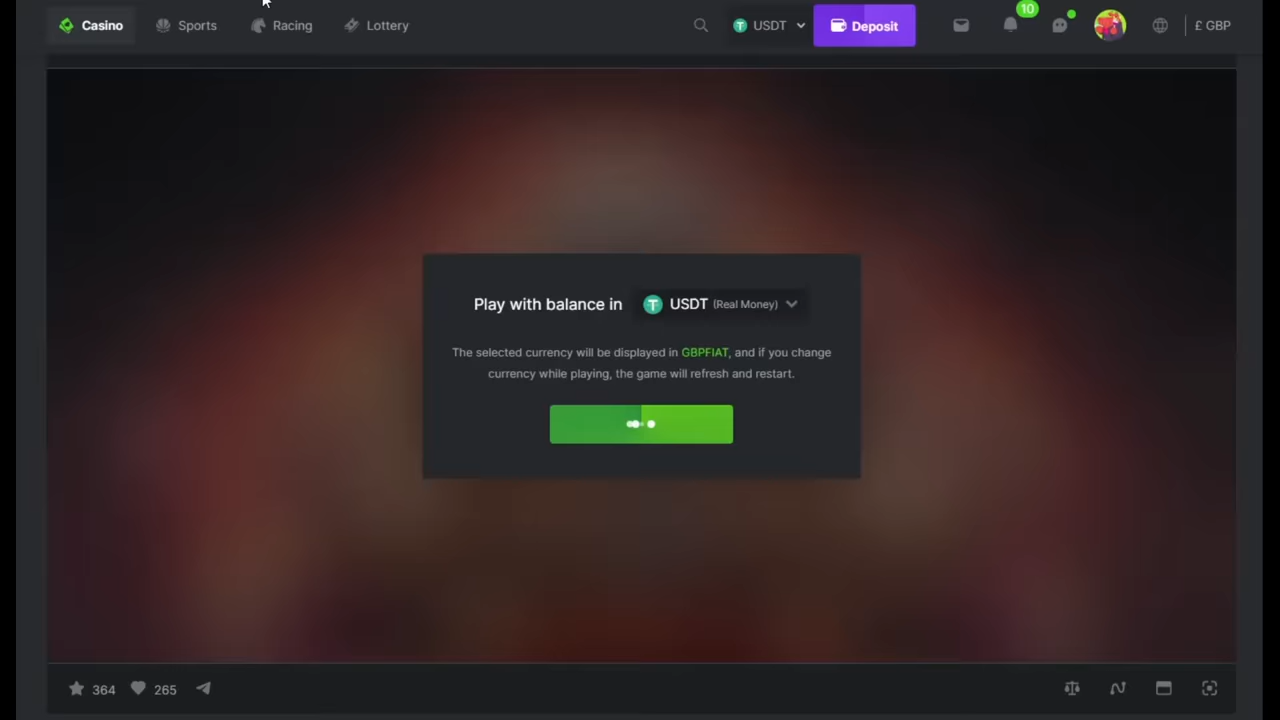 Casino Sports Racing Lottery USDT Deposit 10 £ GBP
Play with balance in USDT (Real Money)
The selected currency will be displayed in GBPFIAT, and if you change
currency while playing, the game will refresh and restart.
364 265